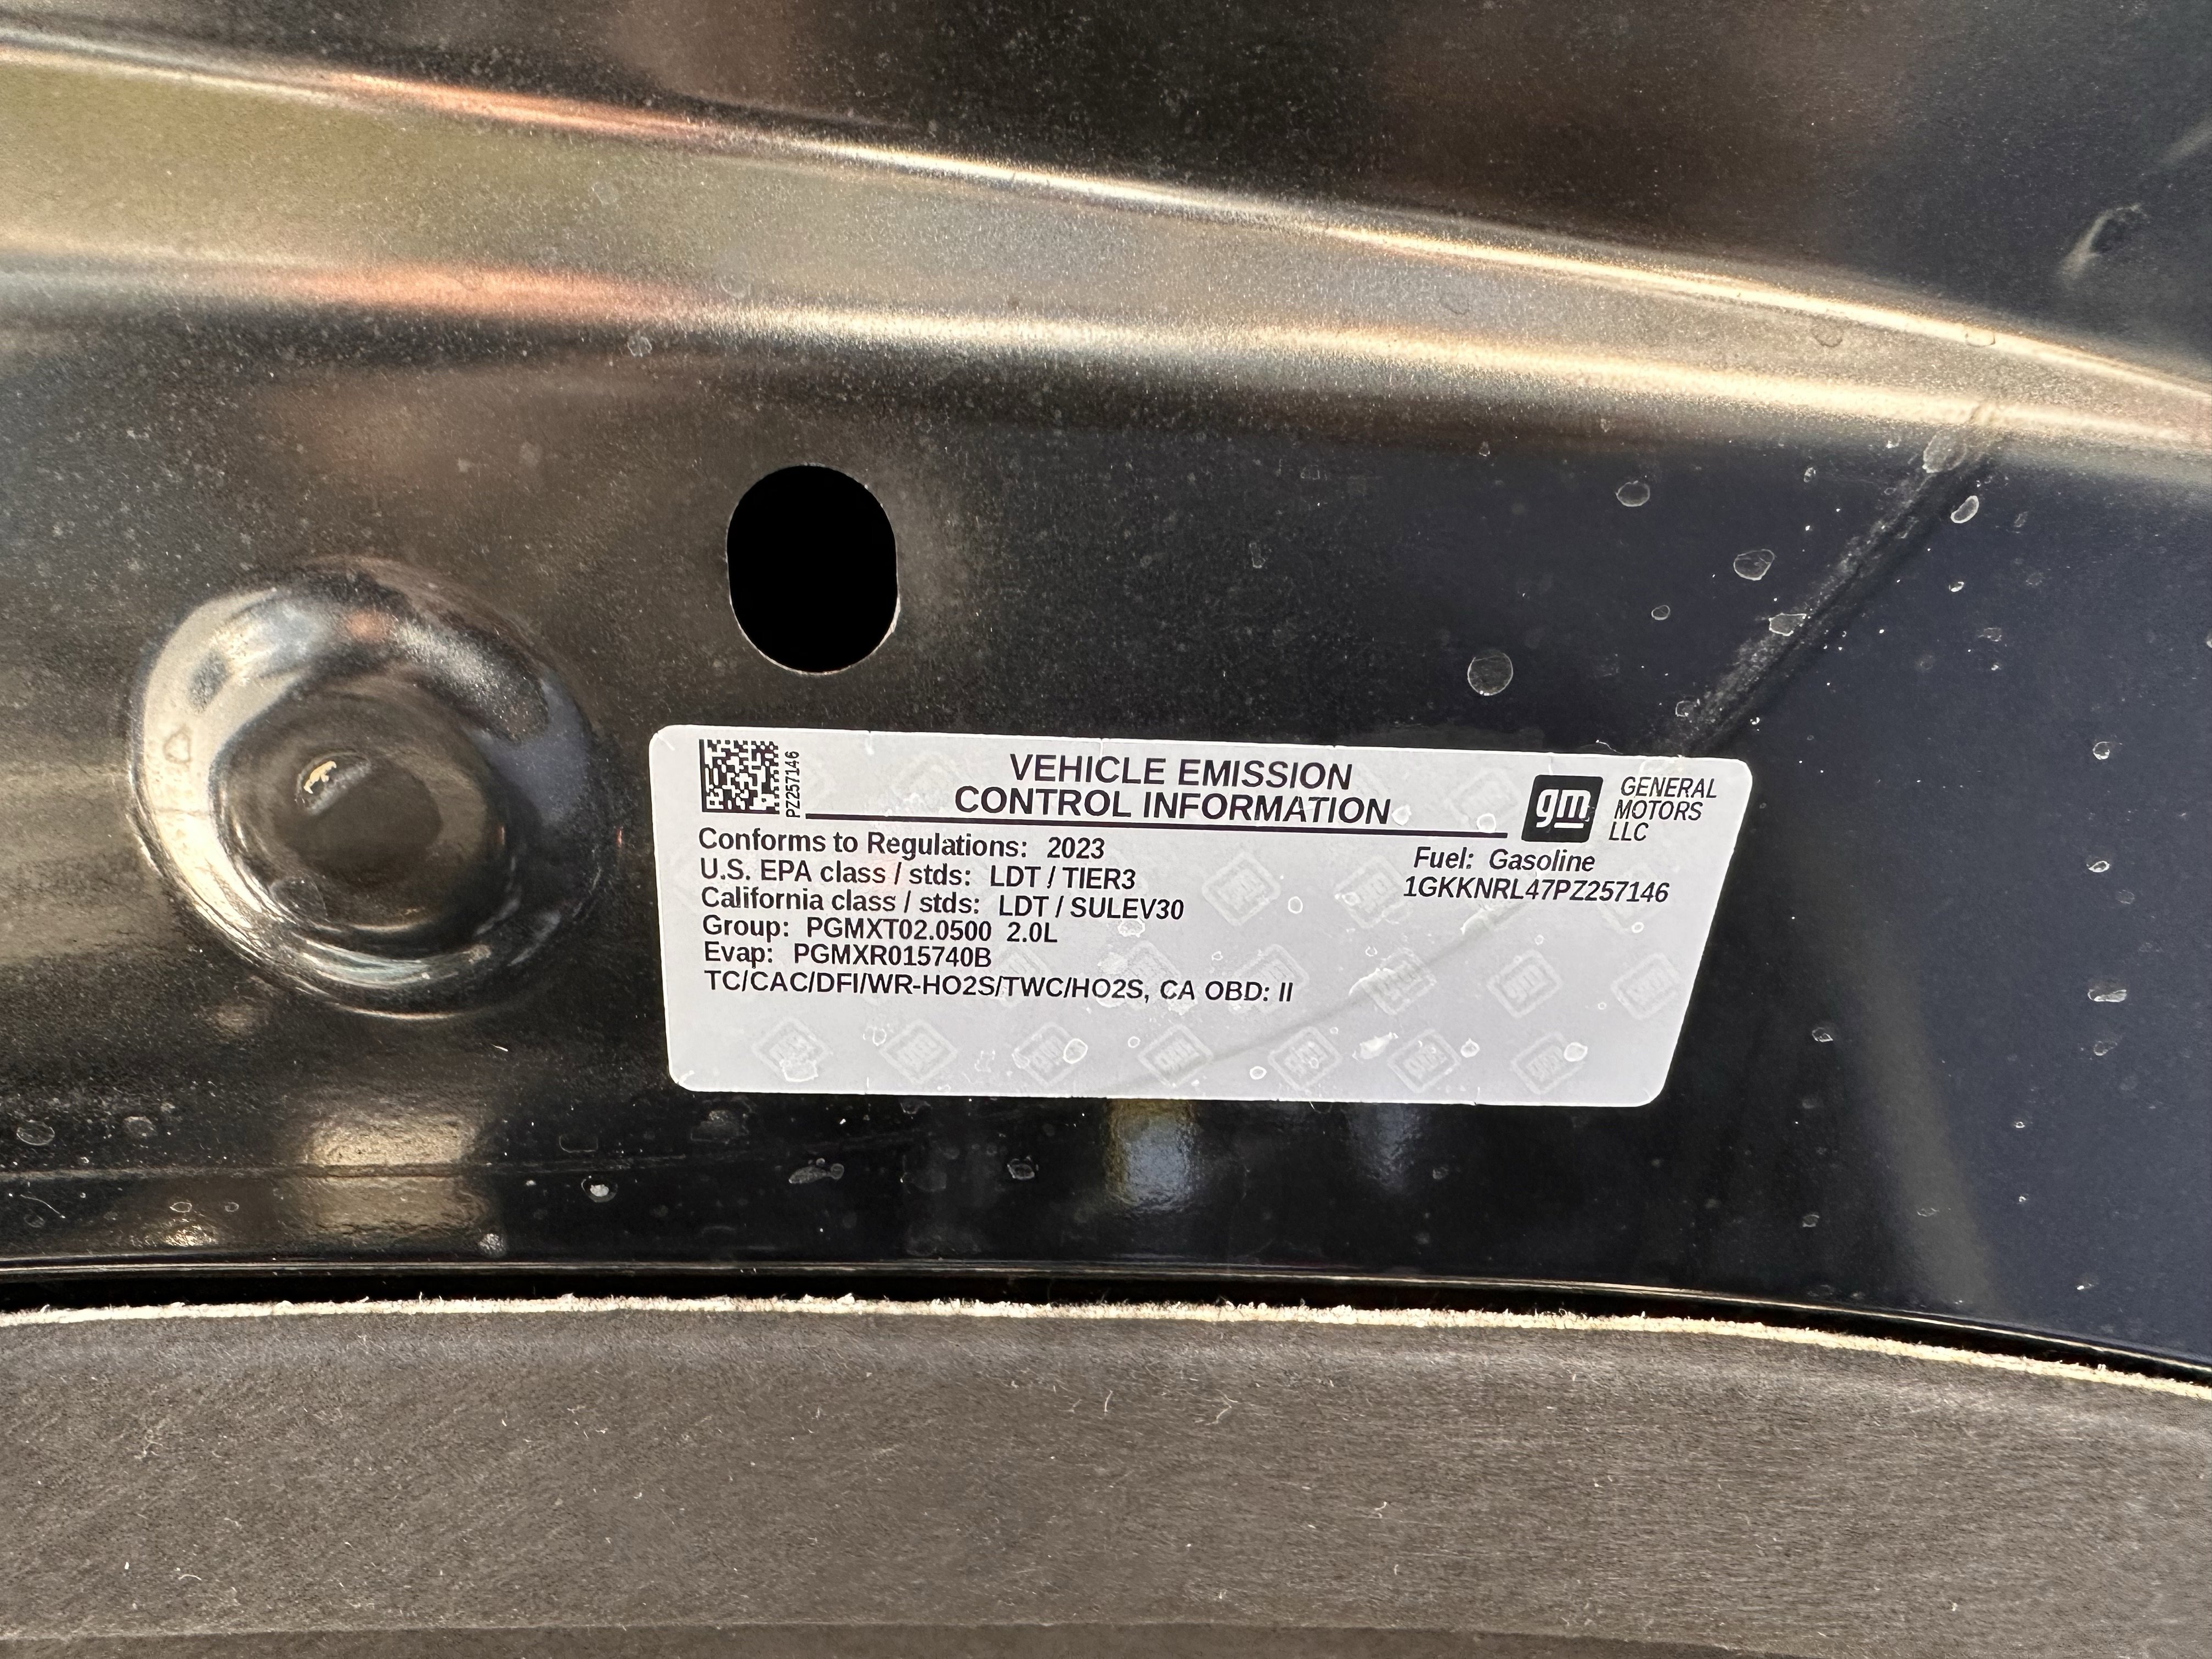 PZ257146
VEHICLE EMISSION
CONTROL INFORMATION
gm
GENERAL
MOTORS
LLC
Conforms to Regulations: 2023
U.S. EPA class / stds: LDT / TIER3
California class / stds: LDT / SULEV30
Group: PGMXT02.0500 2.0L
Evap: PGMXR015740B
TC/CAC/DFI/WR-HO2S/TWC/HO2S, CA OBD: II
Fuel: Gasoline
1GKKNRL47PZ257146